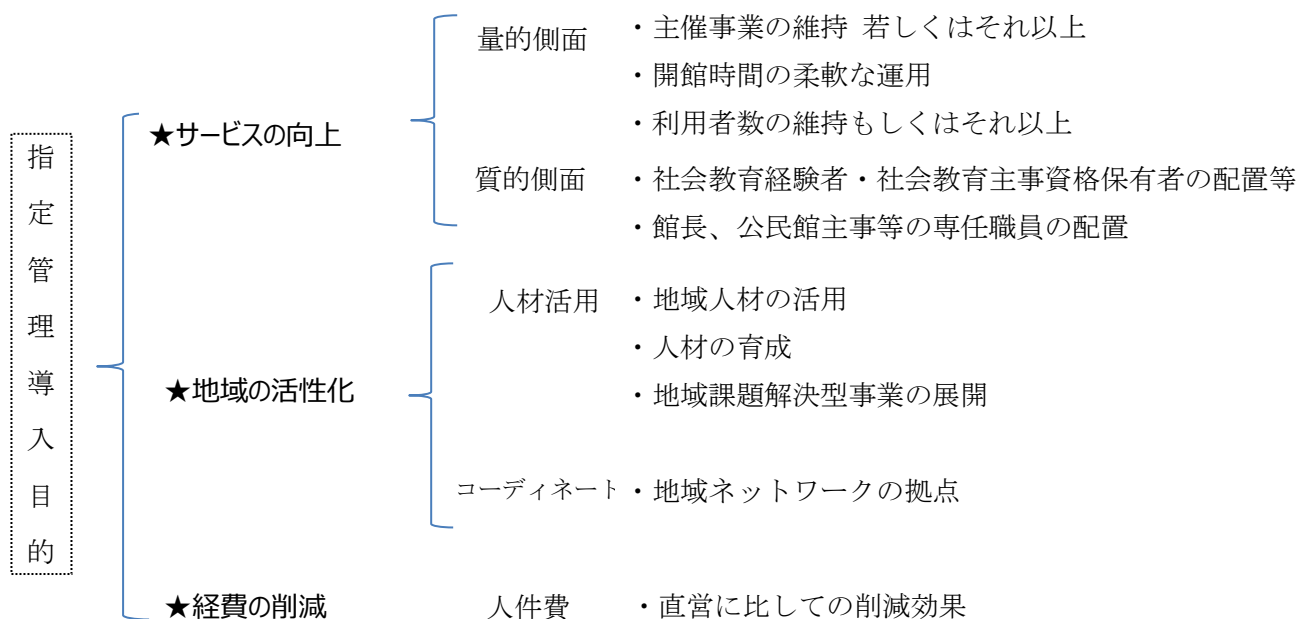 指定管理導入目的
★サービスの向上
量的側面
・主催事業の維持 若しくはそれ以上
・開館時間の柔軟な運用
・利用者数の維持もしくはそれ以上
質的側面
・社会教育経験者・社会教育主事資格保有者の配置等
・館長、公民館主事等の専任職員の配置
★地域の活性化
人材活用
・地域人材の活用
・人材の育成
・地域課題解決型事業の展開
コーディネート
・地域ネットワークの拠点
★経費の削減
人件費
・直営に比しての削減効果